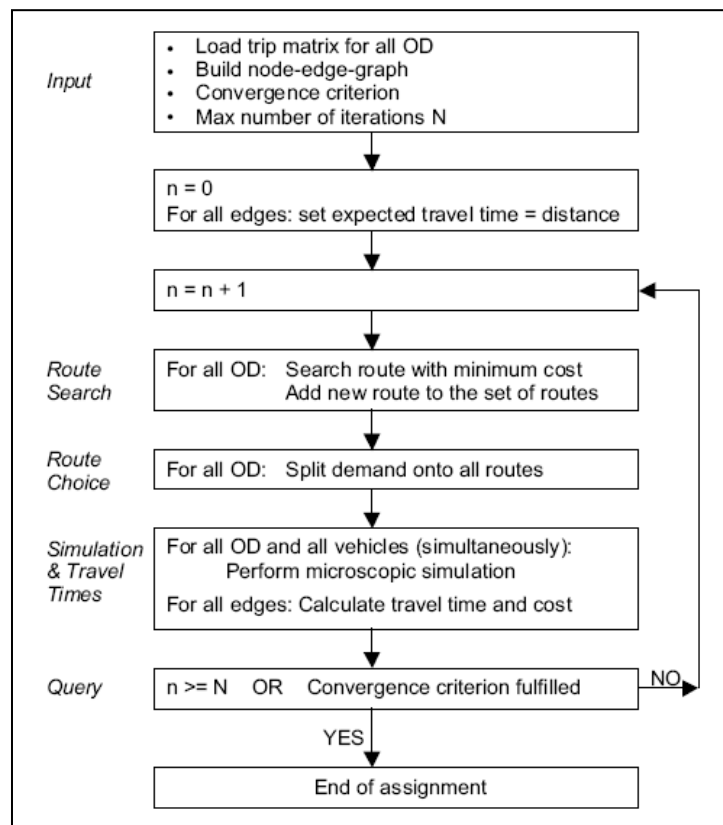 Input
• Load trip matrix for all OD
• Build node-edge-graph
• Convergence criterion
• Max number of iterations N
n = 0
For all edges: set expected travel time = distance
n = n + 1
Route
Search
For all OD: Search route with minimum cost
Add new route to the set of routes
Route
Choice
For all OD: Split demand onto all routes
Simulation
& Travel
Times
For all OD and all vehicles (simultaneously):
Perform microscopic simulation
For all edges: Calculate travel time and cost
Query
n >= N OR Convergence criterion fulfilled
NO
YES
End of assignment